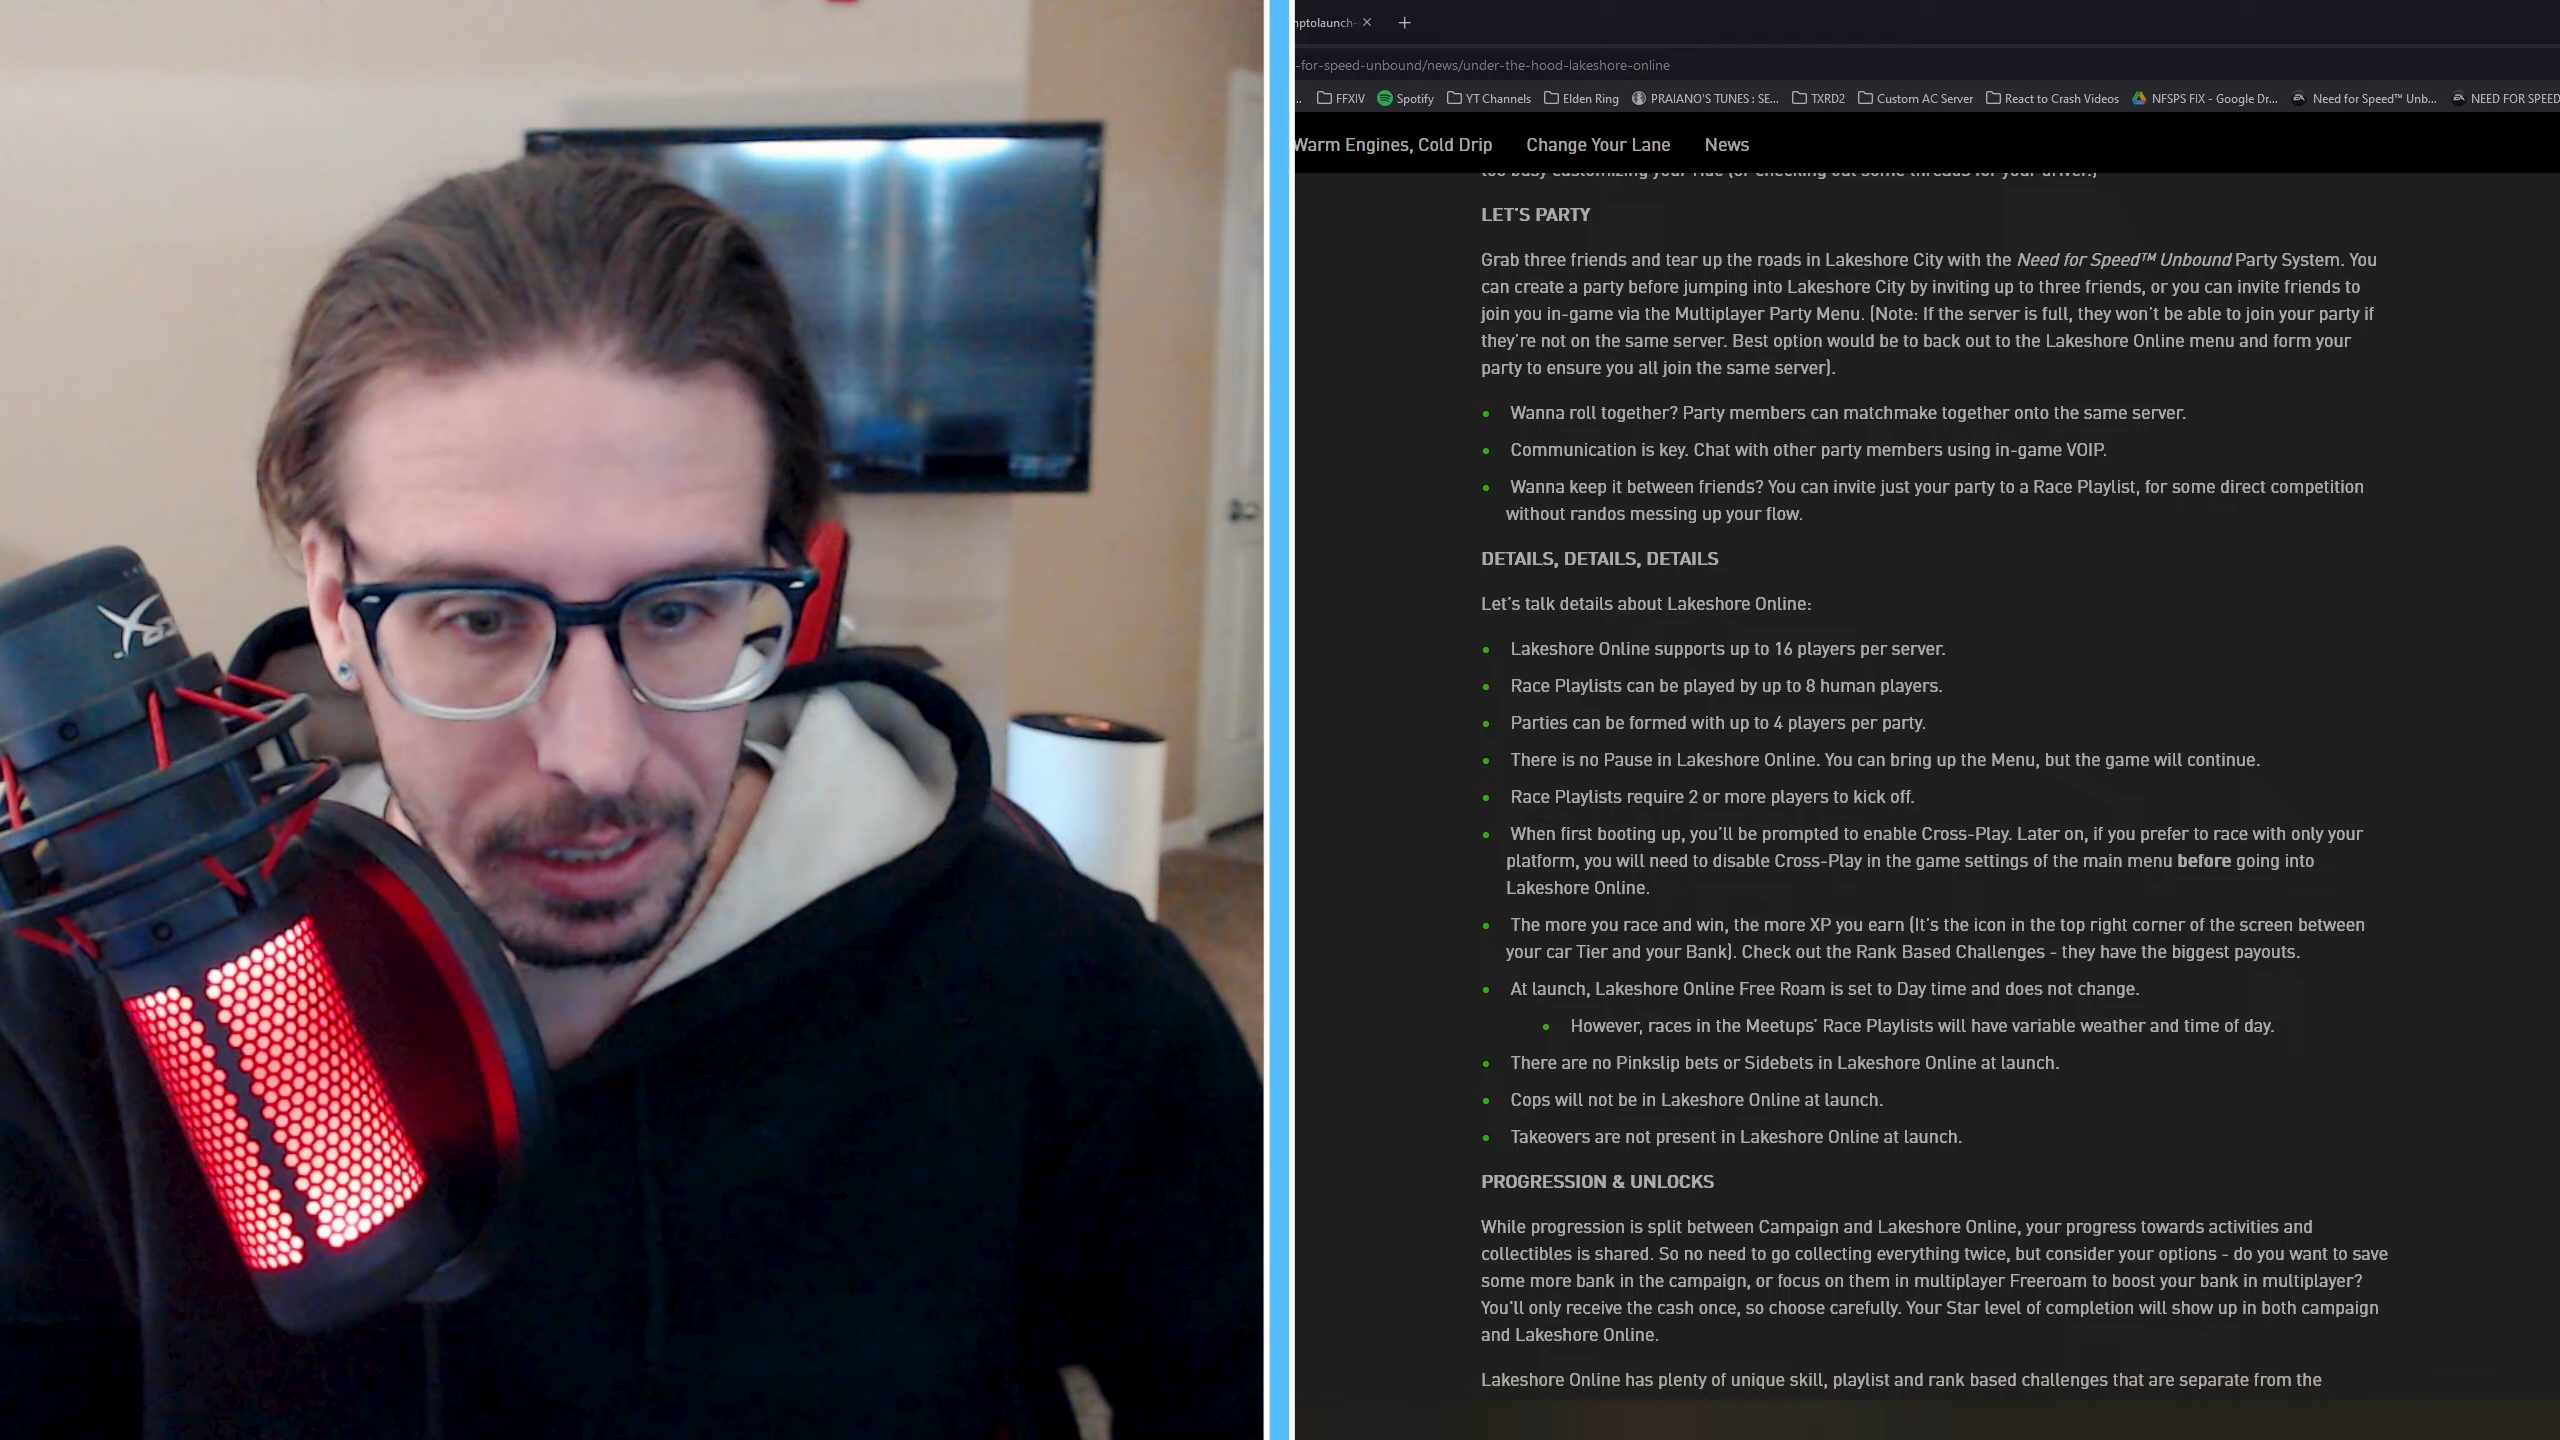 nptolaunch-
-for-speed-unbound/news/under-the-hood-lakeshore-online
... FFXIV Spotify YT Channels Elden Ring PRAIANO'S TUNES : SE... TXRD2 Custom AC Server React to Crash Videos NFSPS FIX - Google Dr... Need for Speed™ Unb... NEED FOR SPEED
Warm Engines, Cold Drip Change Your Lane News
too busy customizing your ride (or checking out some threads for your driver.)
LET'S PARTY
Grab three friends and tear up the roads in Lakeshore City with the Need for Speed™ Unbound Party System. You
can create a party before jumping into Lakeshore City by inviting up to three friends, or you can invite friends to
join you in-game via the Multiplayer Party Menu. (Note: If the server is full, they won't be able to join your party if
they're not on the same server. Best option would be to back out to the Lakeshore Online menu and form your
party to ensure you all join the same server).
• Wanna roll together? Party members can matchmake together onto the same server.
• Communication is key. Chat with other party members using in-game VOIP.
• Wanna keep it between friends? You can invite just your party to a Race Playlist, for some direct competition
without randos messing up your flow.
DETAILS, DETAILS, DETAILS
Let's talk details about Lakeshore Online:
• Lakeshore Online supports up to 16 players per server.
• Race Playlists can be played by up to 8 human players.
• Parties can be formed with up to 4 players per party.
• There is no Pause in Lakeshore Online. You can bring up the Menu, but the game will continue.
• Race Playlists require 2 or more players to kick off.
• When first booting up, you'll be prompted to enable Cross-Play. Later on, if you prefer to race with only your
platform, you will need to disable Cross-Play in the game settings of the main menu before going into
Lakeshore Online.
• The more you race and win, the more XP you earn (It's the icon in the top right corner of the screen between
your car Tier and your Bank). Check out the Rank Based Challenges - they have the biggest payouts.
• At launch, Lakeshore Online Free Roam is set to Day time and does not change.
• However, races in the Meetups' Race Playlists will have variable weather and time of day.
• There are no Pinkslip bets or Sidebets in Lakeshore Online at launch.
• Cops will not be in Lakeshore Online at launch.
• Takeovers are not present in Lakeshore Online at launch.
PROGRESSION & UNLOCKS
While progression is split between Campaign and Lakeshore Online, your progress towards activities and
collectibles is shared. So no need to go collecting everything twice, but consider your options - do you want to save
some more bank in the campaign, or focus on them in multiplayer Freeroam to boost your bank in multiplayer?
You'll only receive the cash once, so choose carefully. Your Star level of completion will show up in both campaign
and Lakeshore Online.
Lakeshore Online has plenty of unique skill, playlist and rank based challenges that are separate from the